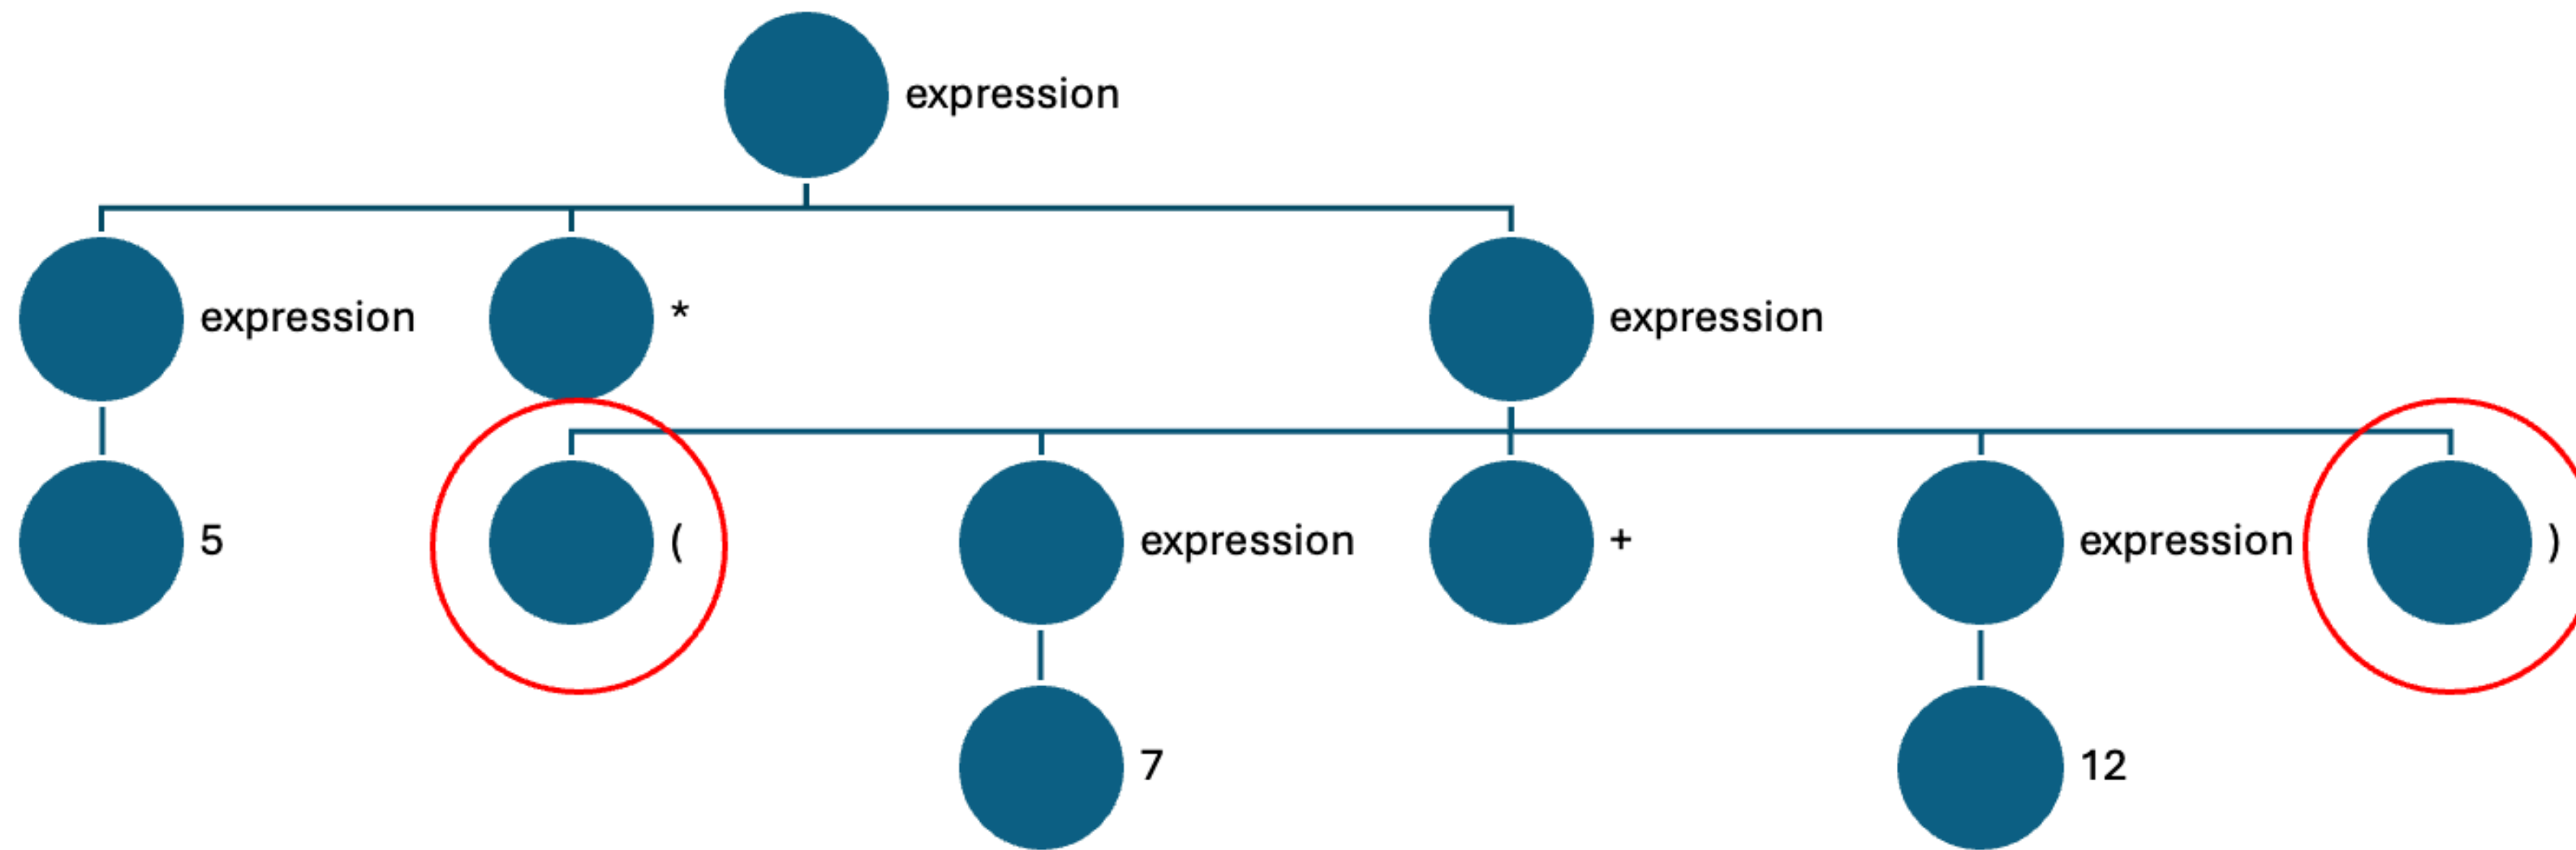 expression
expression * expression
5 ( expression + expression )
7 12